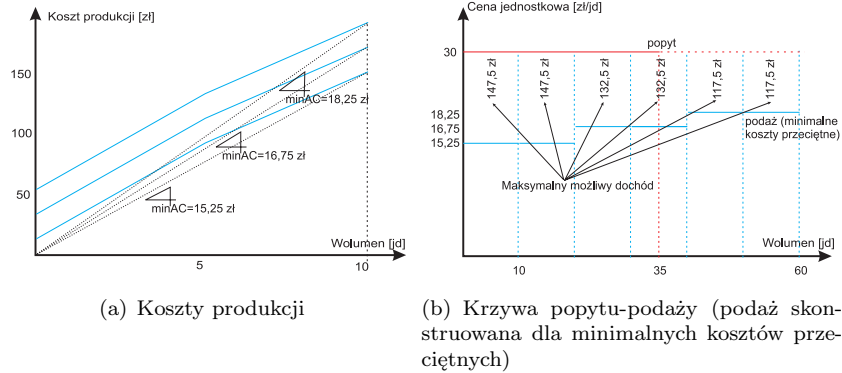 Koszt produkcji [zł]
150
100
50
minAC=18,25 zł
minAC=16,75 zł
minAC=15,25 zł
Wolumen [jd]
5
10
(a) Koszty produkcji
Cena jednostkowa [zł/jd]
popyt
30
147,5 zł
147,5 zł
132,5 zł
132,5 zł
117,5 zł
117,5 zł
18,25
16,75
15,25
podaż (minimalne
koszty przeciętne)
Maksymalny możliwy dochód
Wolumen [jd]
10
35
60
(b) Krzywa popytu-podaży (podaż skon-
struowana dla minimalnych kosztów prze-
ciętnych)